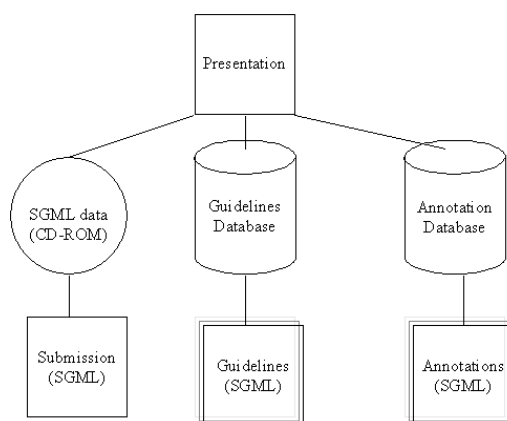 Presentation
SGML data
(CD-ROM)
Guidelines
Database
Annotation
Database
Submission
(SGML)
Guidelines
(SGML)
Annotations
(SGML)